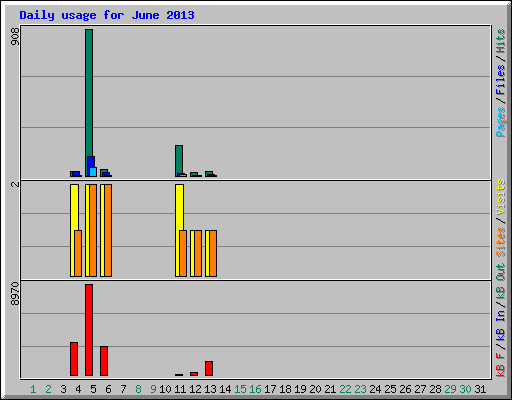 Daily usage for June 2013
908
Pages / Files / Hits
2
Sites / Visits
8970
kB F / kB In / kB Out
1 2 3 4 5 6 7 8 9 10 11 12 13 14 15 16 17 18 19 20 21 22 23 24 25 26 27 28 29 30 31